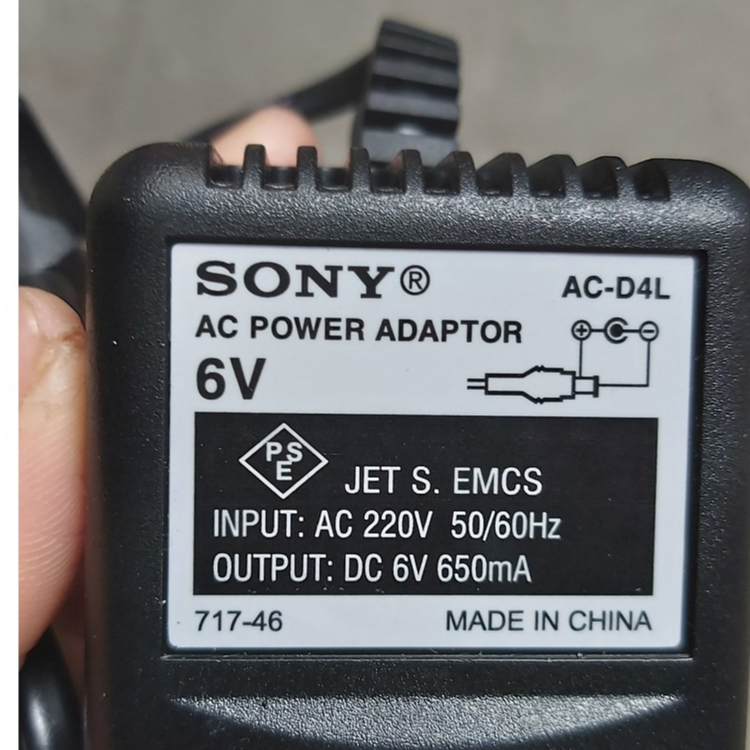 SONY®
AC-D4L
AC POWER ADAPTOR
6V
PSE
JET S. EMCS
INPUT: AC 220V 50/60Hz
OUTPUT: DC 6V 650mA
717-46
MADE IN CHINA